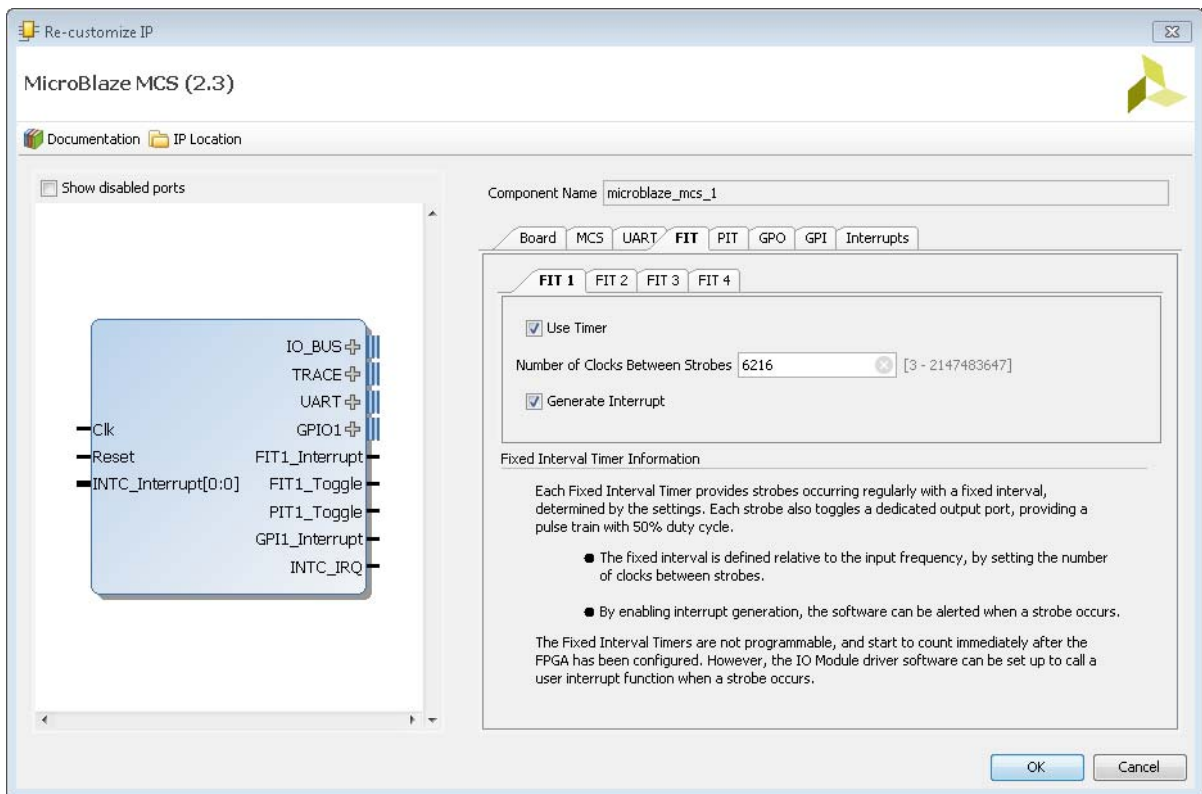 Re-customize IP
MicroBlaze MCS (2.3)
Documentation IP Location
Show disabled ports
IO_BUS
TRACE
UART
Clk GPIO1
Reset FIT1_Interrupt
INTC_Interrupt[0:0] FIT1_Toggle
PIT1_Toggle
GPI1_Interrupt
INTC_IRQ
Component Name microblaze_mcs_1
Board MCS UART FIT PIT GPO GPI Interrupts
FIT 1 FIT 2 FIT 3 FIT 4
Use Timer
Number of Clocks Between Strobes 6216 [3 - 2147483647]
Generate Interrupt
Fixed Interval Timer Information
Each Fixed Interval Timer provides strobes occurring regularly with a fixed interval,
determined by the settings. Each strobe also toggles a dedicated output port, providing a
pulse train with 50% duty cycle.
● The fixed interval is defined relative to the input frequency, by setting the number
of clocks between strobes.
● By enabling interrupt generation, the software can be alerted when a strobe occurs.
The Fixed Interval Timers are not programmable, and start to count immediately after the
FPGA has been configured. However, the IO Module driver software can be set up to call a
user interrupt function when a strobe occurs.
OK Cancel